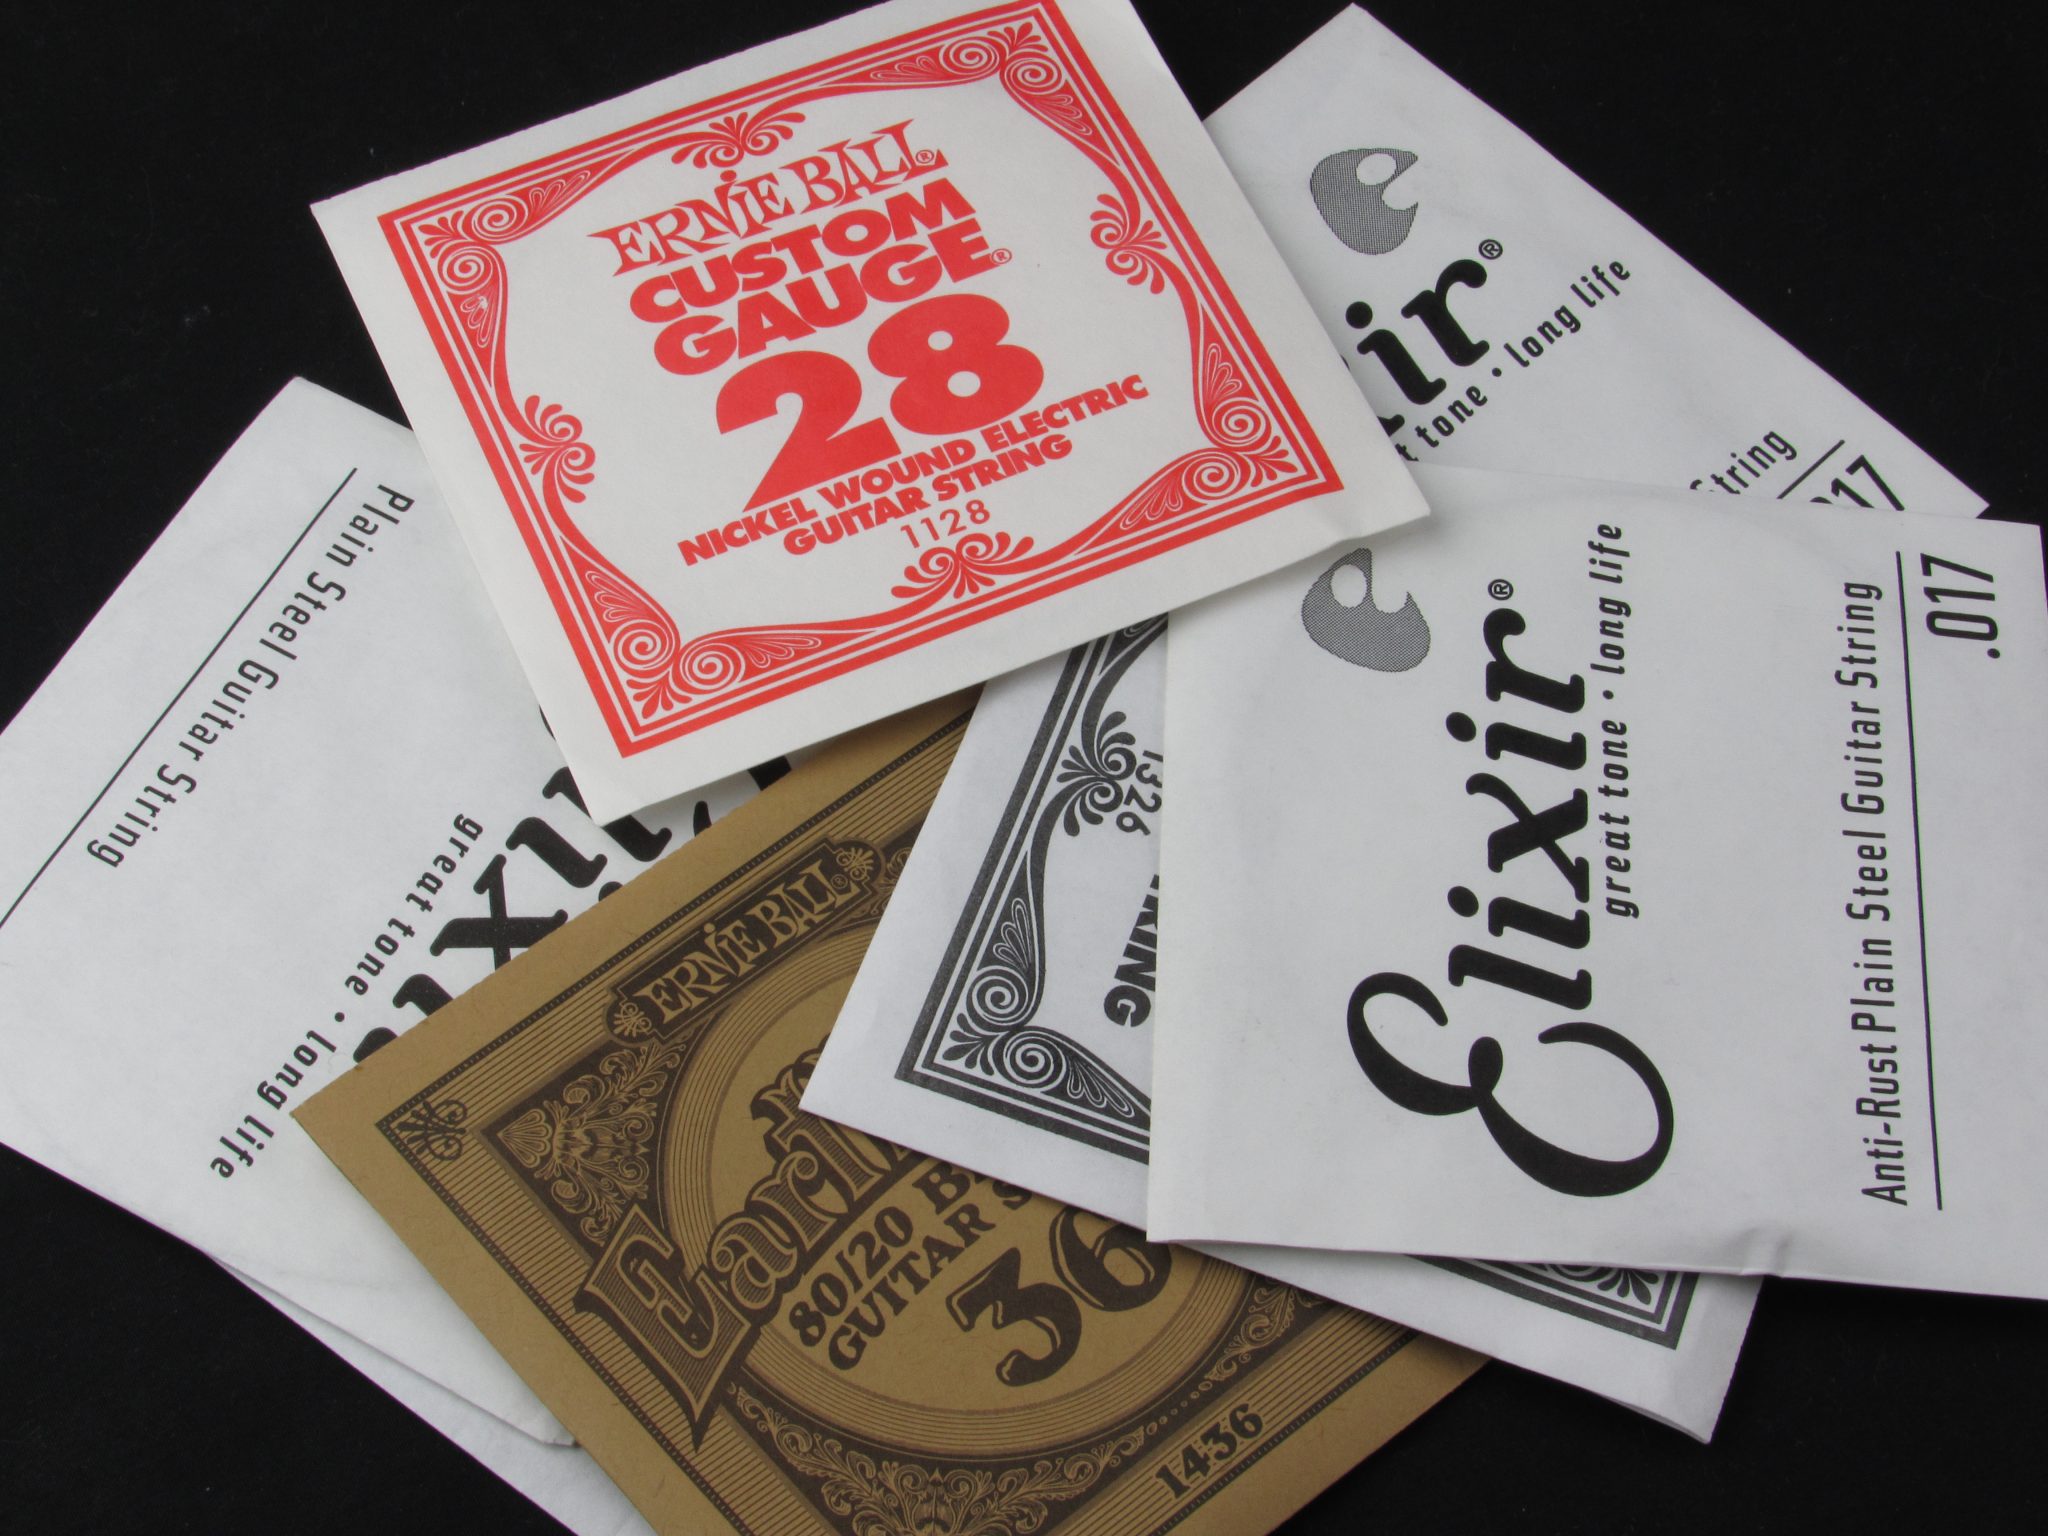 ERNIE BALL®
CUSTOM
GAUGE®
28
NICKEL WOUND ELECTRIC
GUITAR STRING
1128
e
®
tone · long life
String
e
Elixir®
great tone · long life
Anti-Rust Plain Steel Guitar String
.017
Plain Steel Guitar String
great tone · long life
1326
ERNIE BALL®
80/20
GUITAR
36
1436